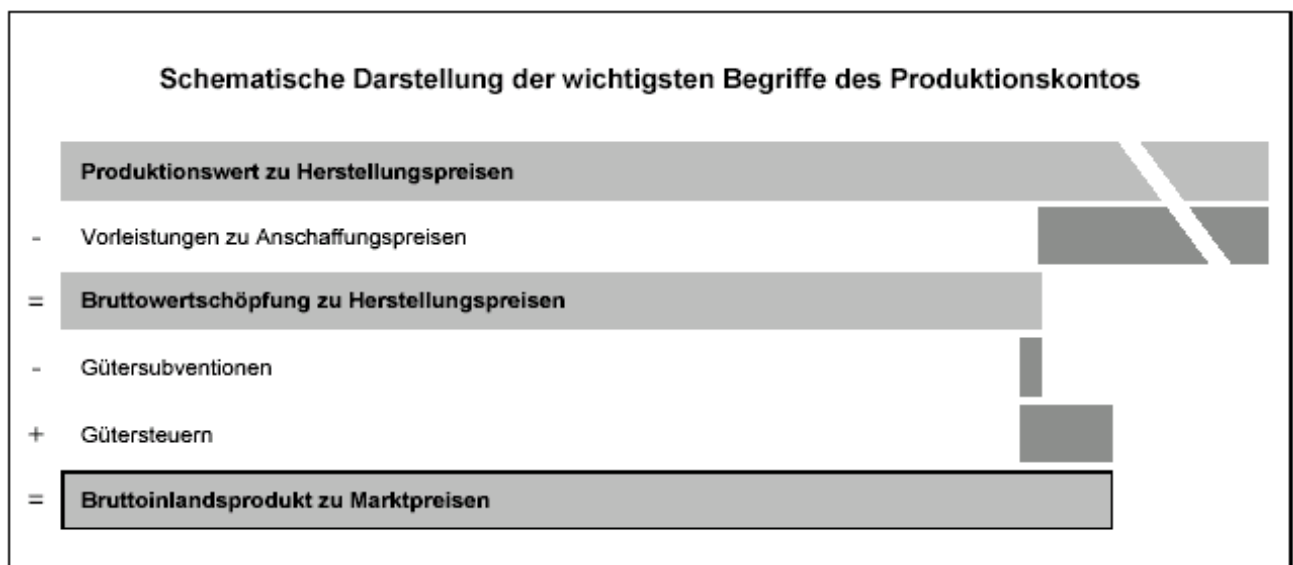 Schematische Darstellung der wichtigsten Begriffe des Produktionskontos
Produktionswert zu Herstellungspreisen
- Vorleistungen zu Anschaffungspreisen
= Bruttowertschöpfung zu Herstellungspreisen
- Gütersubventionen
+ Gütersteuern
= Bruttoinlandsprodukt zu Marktpreisen